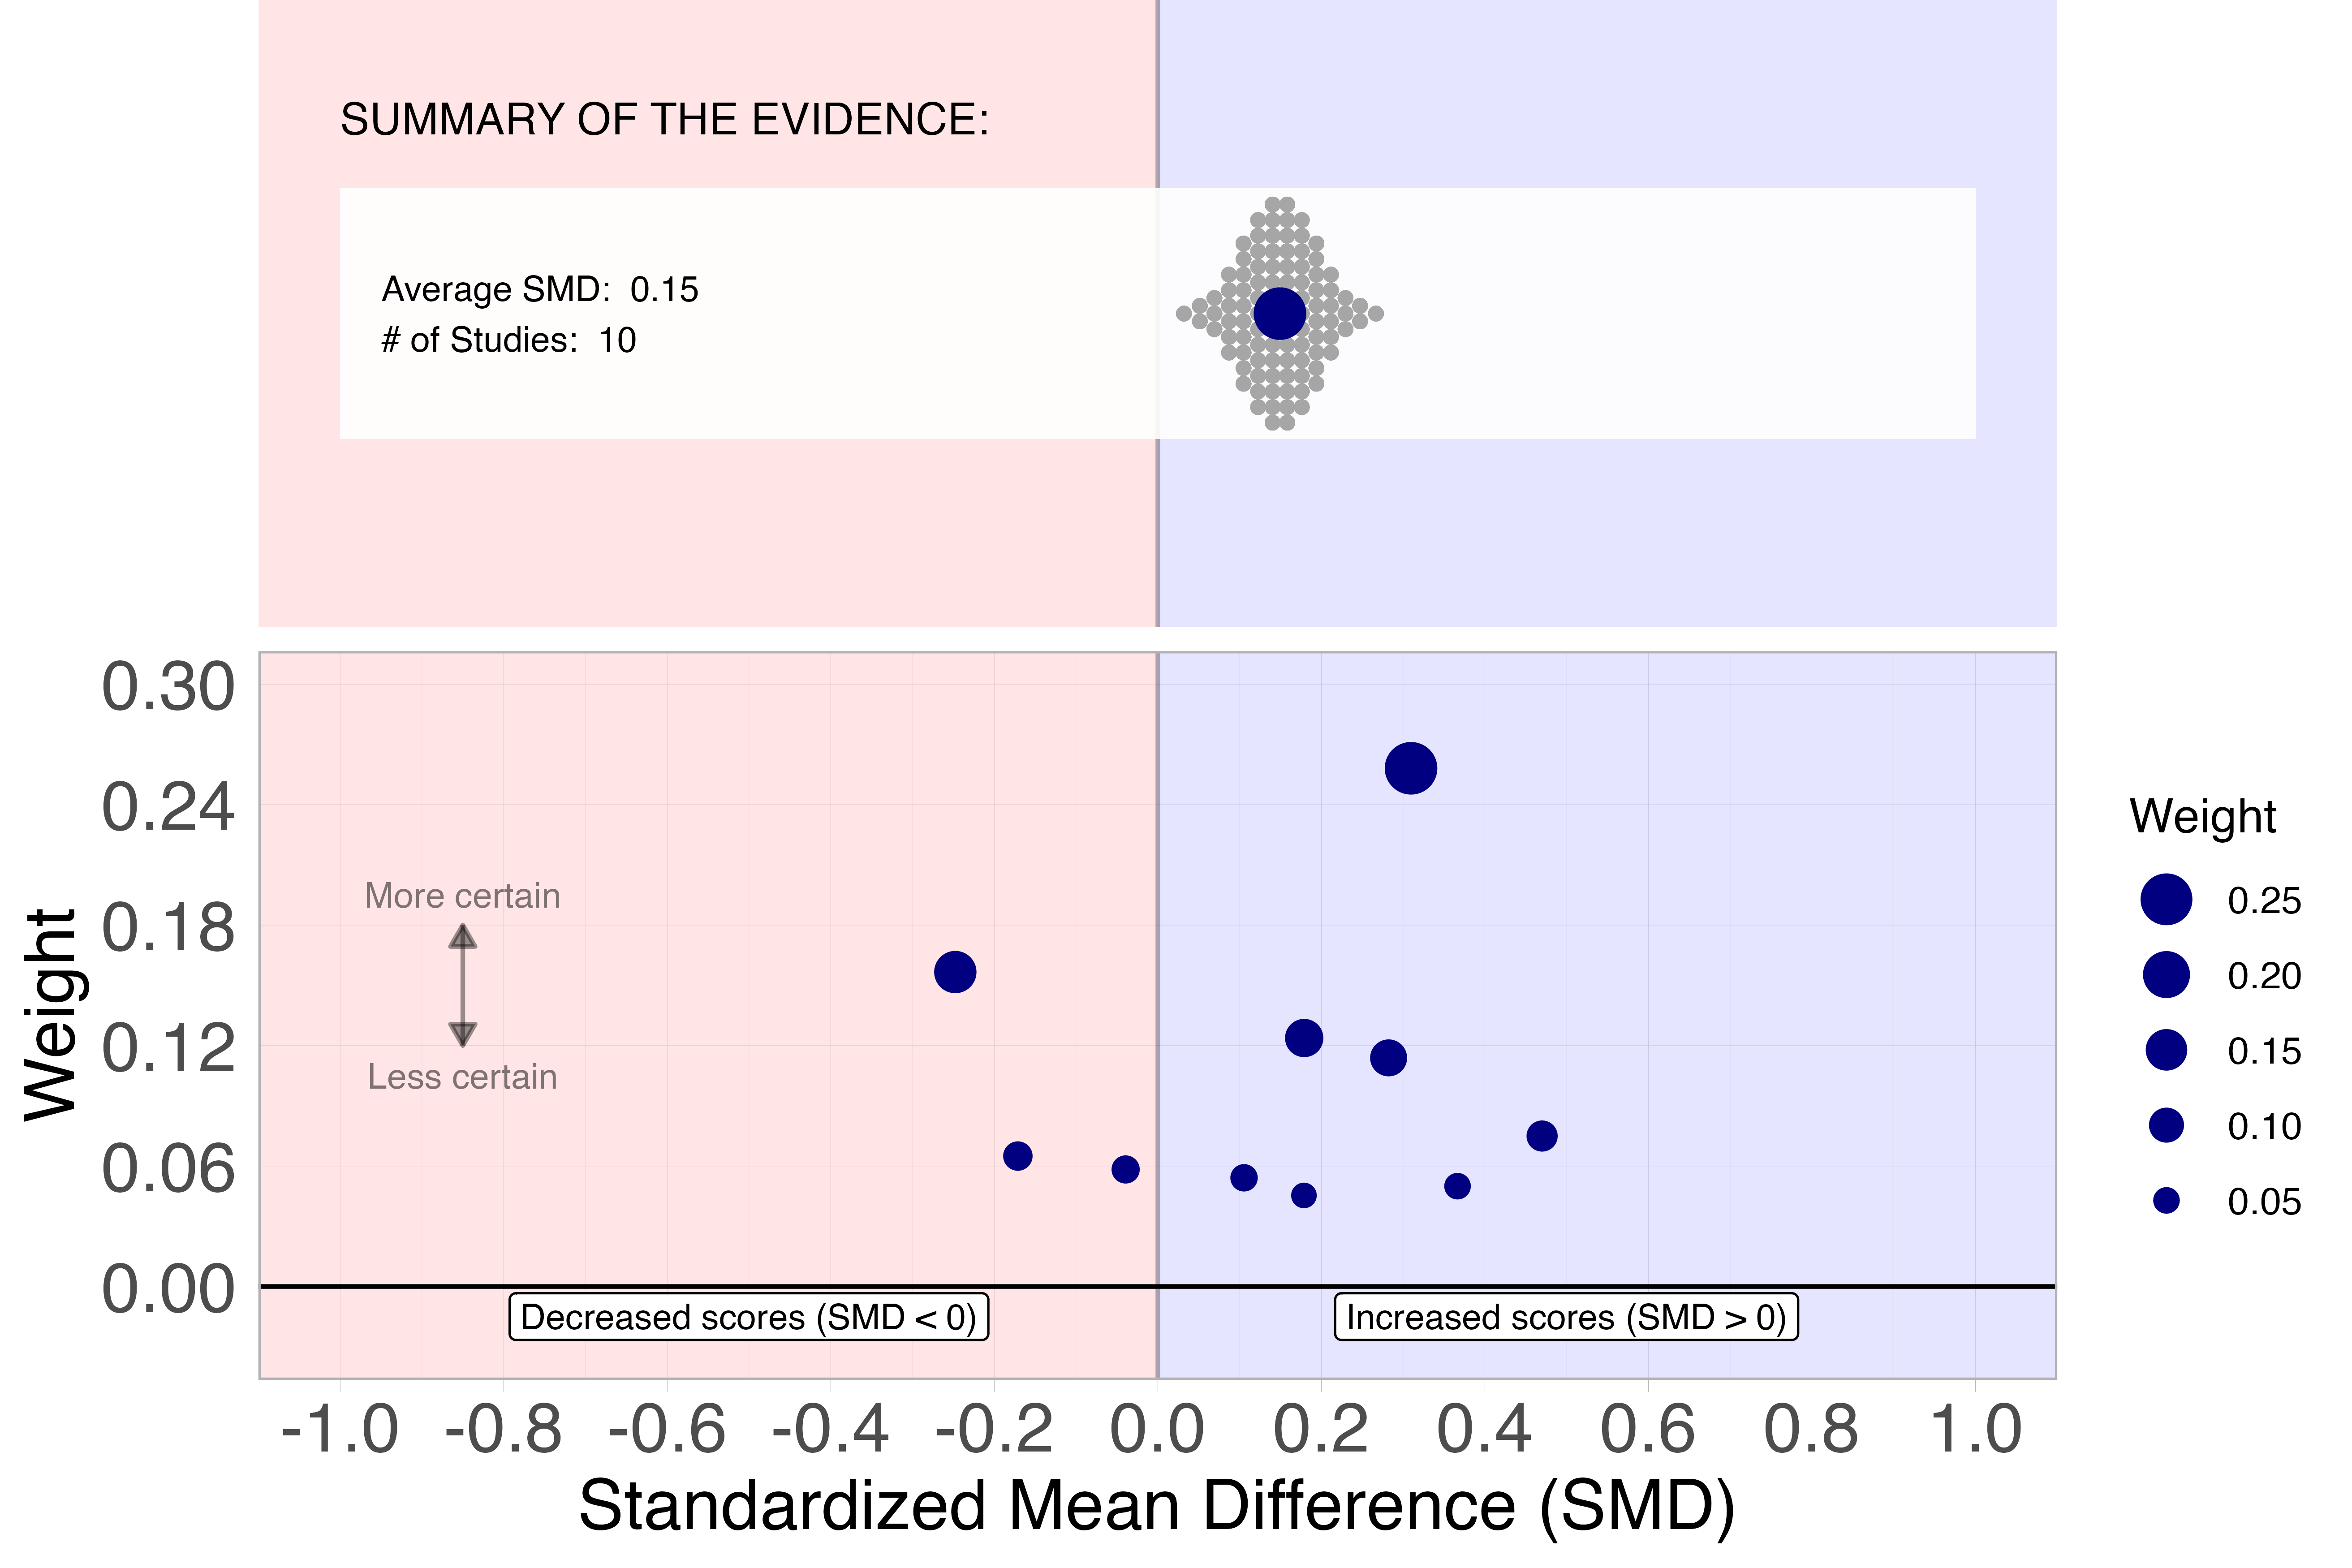 SUMMARY OF THE EVIDENCE:
Average SMD: 0.15
# of Studies: 10
0.30
0.24
0.18
0.12
0.06
0.00
Weight
More certain
Less certain
Decreased scores (SMD < 0)
Increased scores (SMD > 0)
-1.0 -0.8 -0.6 -0.4 -0.2 0.0 0.2 0.4 0.6 0.8 1.0
Standardized Mean Difference (SMD)
Weight
0.25
0.20
0.15
0.10
0.05